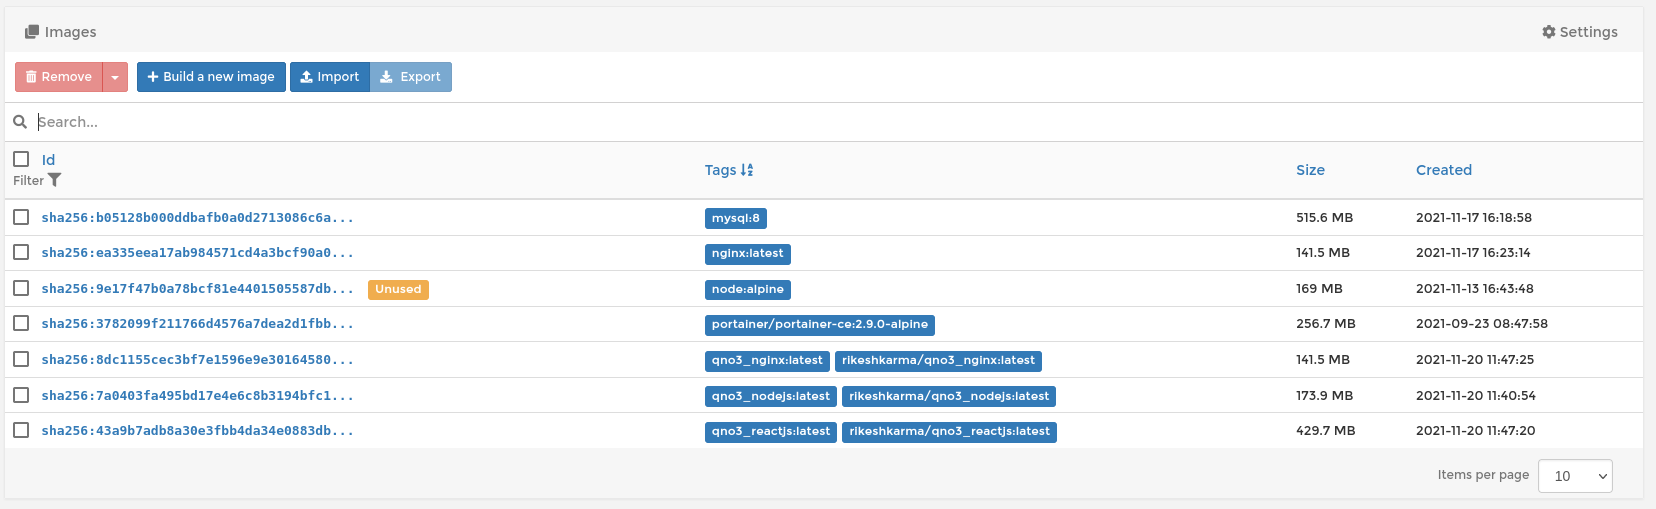 Images Settings
Remove Build a new image Import Export
Search...
Id
Filter
Tags Size Created
sha256:b05128b000ddbafb0a0d2713086c6a... mysql:8 515.6 MB 2021-11-17 16:18:58
sha256:ea335eea17ab984571cd4a3bcf90a0... nginx:latest 141.5 MB 2021-11-17 16:23:14
sha256:9e17f47b0a78bcf81e4401505587db... Unused node:alpine 169 MB 2021-11-13 16:43:48
sha256:3782099f211766d4576a7dea2d1fbb... portainer/portainer-ce:2.9.0-alpine 256.7 MB 2021-09-23 08:47:58
sha256:8dc1155cec3bf7e1596e9e30164580... qno3_nginx:latest rikeshkarma/qno3_nginx:latest 141.5 MB 2021-11-20 11:47:25
sha256:7a0403fa495bd17e4e6c8b3194bfc1... qno3_nodejs:latest rikeshkarma/qno3_nodejs:latest 173.9 MB 2021-11-20 11:40:54
sha256:43a9b7adb8a30e3fbb4da34e0883db... qno3_reactjs:latest rikeshkarma/qno3_reactjs:latest 429.7 MB 2021-11-20 11:47:20
Items per page 10